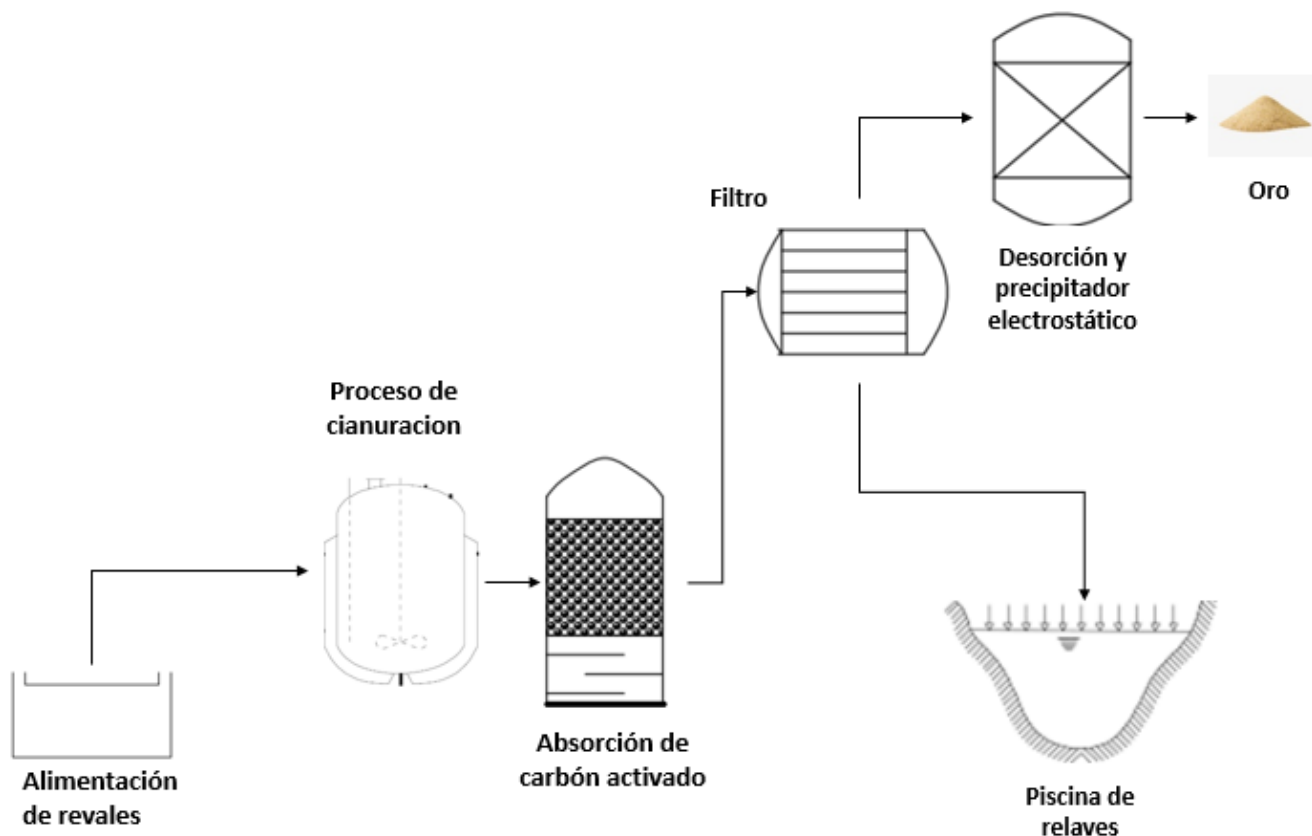 Filtro
Oro
Desorción y
precipitador
electrostático
Proceso de
cianuracion
Absorción de
carbón activado
Alimentación
de revales
Piscina de
relaves